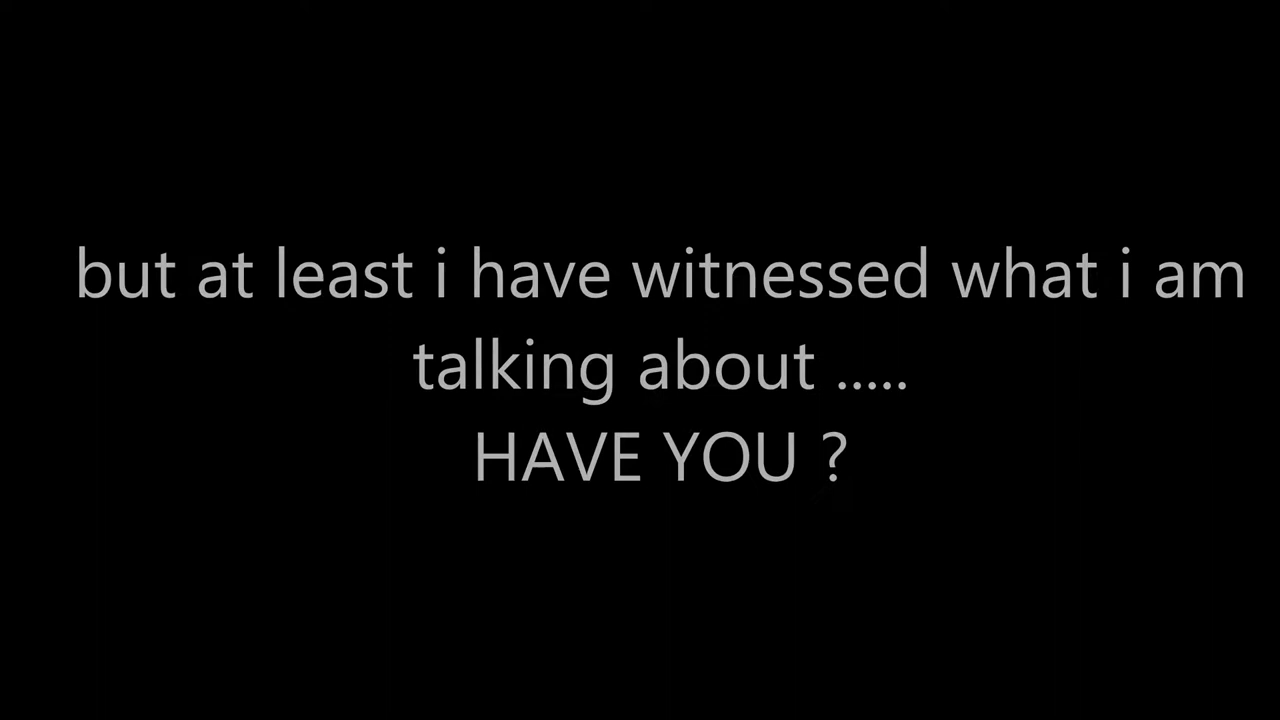 but at least i have witnessed what i am
talking about .....
HAVE YOU ?